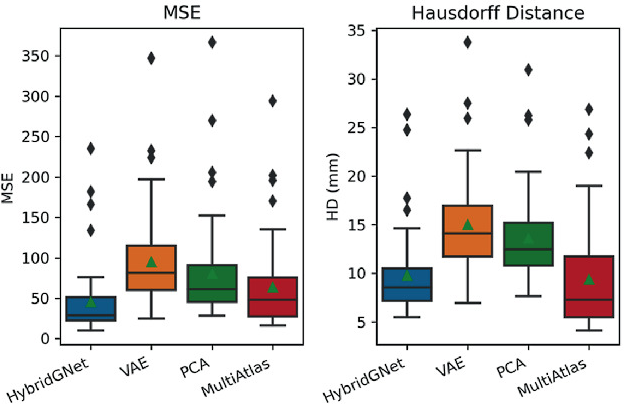 MSE
Hausdorff Distance
MSE
350
300
250
200
150
100
50
0
HybridGNet
VAE
PCA
MultiAtlas
HD (mm)
35
30
25
20
15
10
5
HybridGNet
VAE
PCA
MultiAtlas